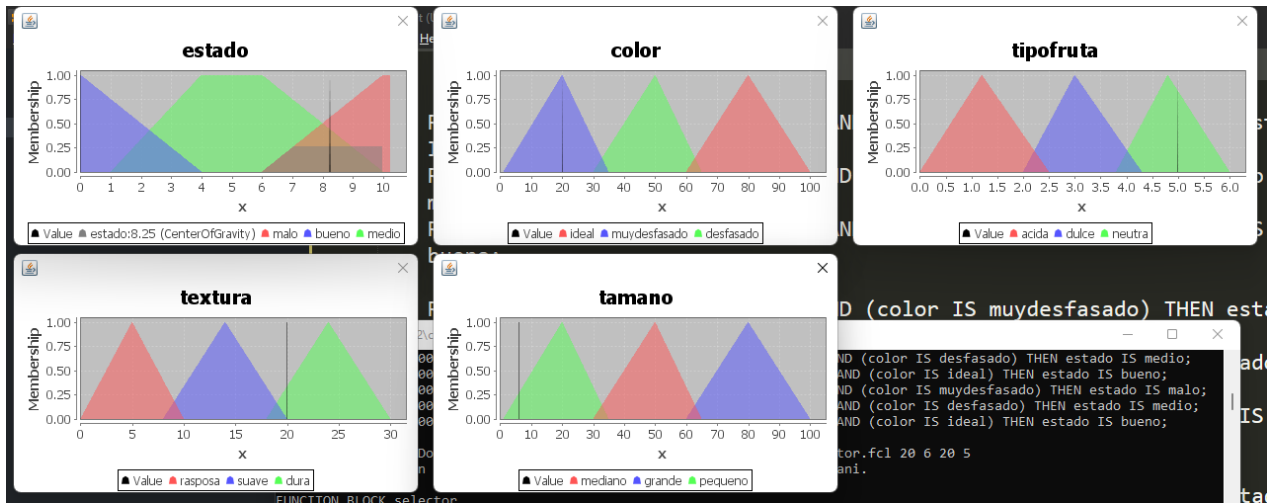 estado
Membership
1.00
0.75
0.50
0.25
0.00
0 1 2 3 4 5 6 7 8 9 10
x
Value estado:8.25 (CenterOfGravity) malo bueno medio
color
Membership
1.00
0.75
0.50
0.25
0.00
0 10 20 30 40 50 60 70 80 90 100
x
Value ideal muydesfasado desfasado
tipofruta
Membership
1.00
0.75
0.50
0.25
0.00
0.0 0.5 1.0 1.5 2.0 2.5 3.0 3.5 4.0 4.5 5.0 5.5 6.0
x
Value acida dulce neutra
textura
Membership
1.00
0.75
0.50
0.25
0.00
0 5 10 15 20 25 30
x
Value rasposa suave dura
tamano
Membership
1.00
0.75
0.50
0.25
0.00
0 10 20 30 40 50 60 70 80 90 100
x
Value mediano grande pequeno
(color IS muydesfasado) THEN
AND (color IS desfasado) THEN estado IS medio;
AND (color IS ideal) THEN estado IS bueno;
AND (color IS muydesfasado) THEN estado IS malo;
AND (color IS desfasado) THEN estado IS medio;
AND (color IS ideal) THEN estado IS bueno;
tor.fcl 20 6 20 5
ani.
FUNCITON BLOCK selector